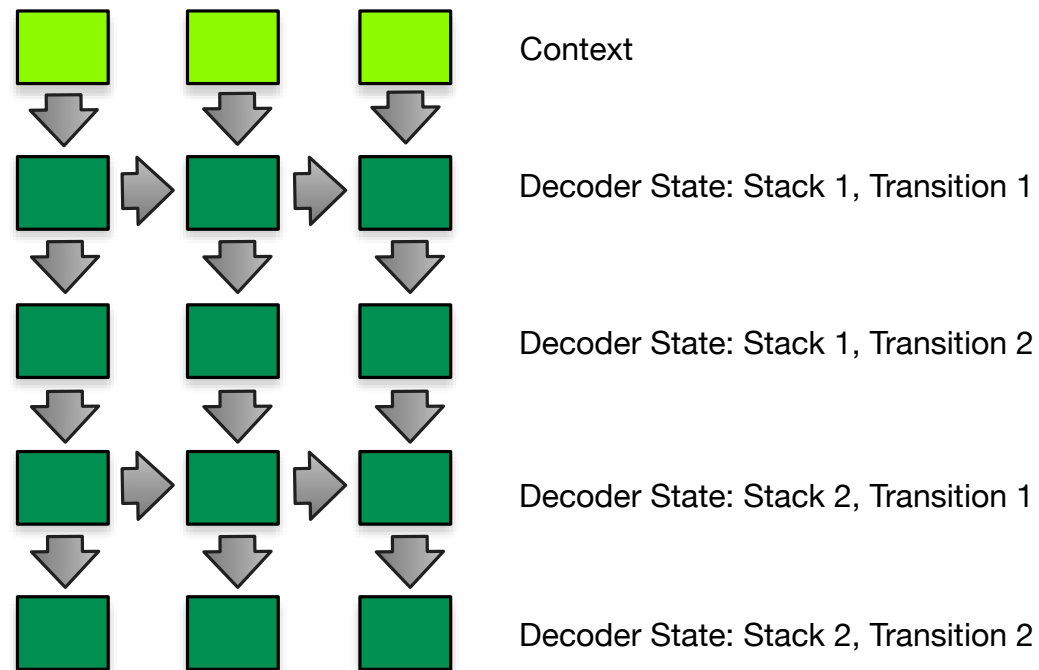 Context
Decoder State: Stack 1, Transition 1
Decoder State: Stack 1, Transition 2
Decoder State: Stack 2, Transition 1
Decoder State: Stack 2, Transition 2